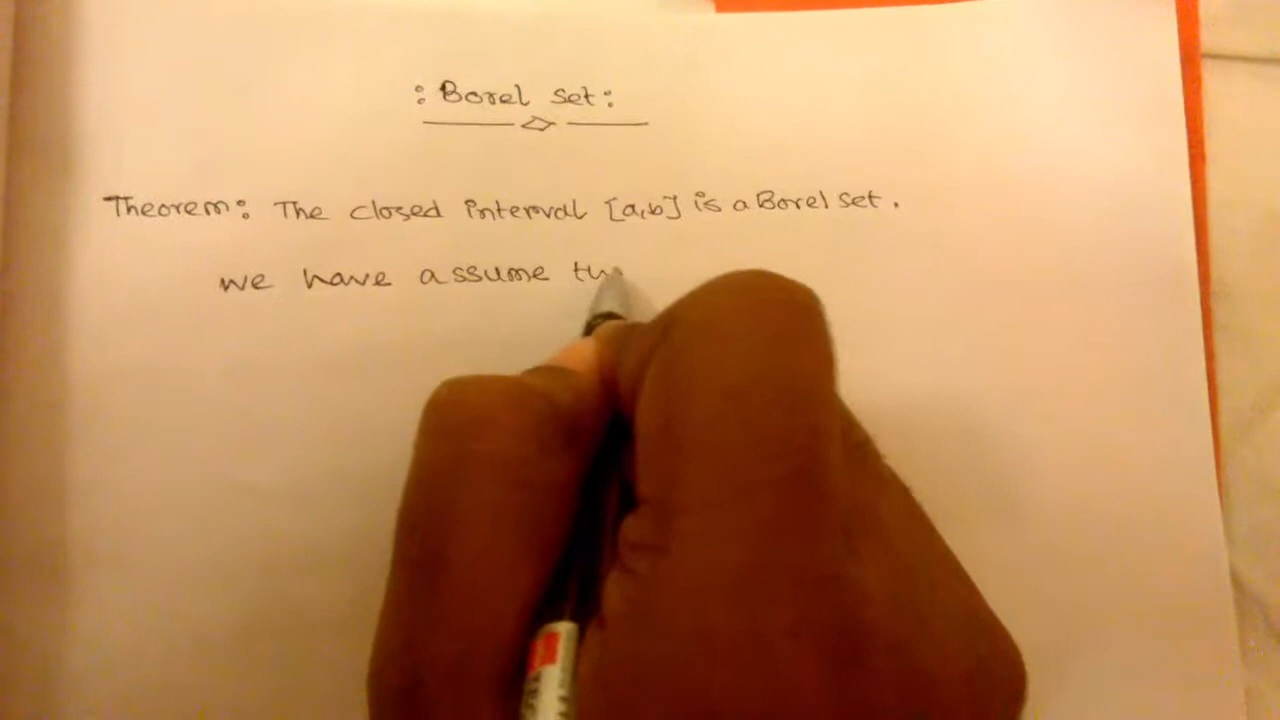 : Borel set :
Theorem : The closed interval [a,b] is a Borel set .
we have assume